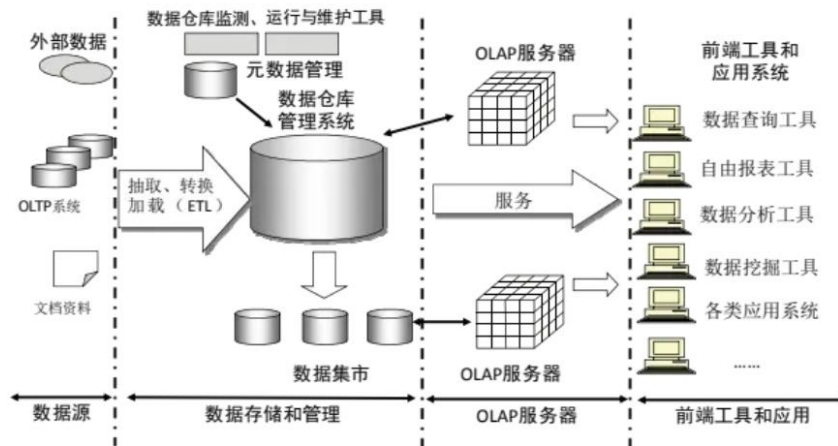 外部数据
OLTP系统
文档资料
数据源
数据仓库监测、运行与维护工具
元数据管理
数据仓库
管理系统
抽取、转换
加载（ETL）
数据集市
数据存储和管理
OLAP服务器
服务
OLAP服务器
OLAP服务器
前端工具和
应用系统
数据查询工具
自由报表工具
数据分析工具
数据挖掘工具
各类应用系统
……
前端工具和应用